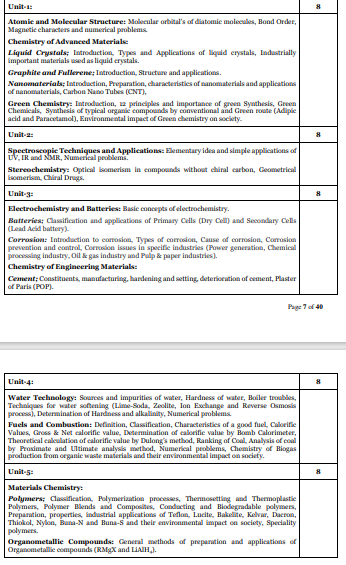 Unit-1: 8
Atomic and Molecular Structure: Molecular orbital's of diatomic molecules, Bond Order,
Magnetic characters and numerical problems.
Chemistry of Advanced Materials:
Liquid Crystals; Introduction, Types and Applications of liquid crystals, Industrially
important materials used as liquid crystals.
Graphite and Fullerene; Introduction, Structure and applications.
Nanomaterials; Introduction, Preparation, characteristics of nanomaterials and applications
of nanomaterials, Carbon Nano Tubes (CNT),
Green Chemistry: Introduction, 12 principles and importance of green Synthesis, Green
Chemicals, Synthesis of typical organic compounds by conventional and Green route (Adipic
acid and Paracetamol), Environmental impact of Green chemistry on society.
Unit-2: 8
Spectroscopic Techniques and Applications: Elementary idea and simple applications of
UV, IR and NMR, Numerical problems.
Stereochemistry: Optical isomerism in compounds without chiral carbon, Geometrical
isomerism, Chiral Drugs.
Unit-3: 8
Electrochemistry and Batteries: Basic concepts of electrochemistry.
Batteries; Classification and applications of Primary Cells (Dry Cell) and Secondary Cells
(Lead Acid battery).
Corrosion: Introduction to corrosion, Types of corrosion, Cause of corrosion, Corrosion
prevention and control, Corrosion issues in specific industries (Power generation, Chemical
processing industry, Oil & gas industry and Pulp & paper industries).
Chemistry of Engineering Materials:
Cement; Constituents, manufacturing, hardening and setting, deterioration of cement, Plaster
of Paris (POP).
Page 7 of 40
Unit-4: 8
Water Technology: Sources and impurities of water, Hardness of water, Boiler troubles,
Techniques for water softening (Lime-Soda, Zeolite, Ion Exchange and Reverse Osmosis
process), Determination of Hardness and alkalinity, Numerical problems.
Fuels and Combustion: Definition, Classification, Characteristics of a good fuel, Calorific
Values, Gross & Net calorific value, Determination of calorific value by Bomb Calorimeter,
Theoretical calculation of calorific value by Dulong's method, Ranking of Coal, Analysis of coal
by Proximate and Ultimate analysis method, Numerical problems, Chemistry of Biogas
production from organic waste materials and their environmental impact on society.
Unit-5: 8
Materials Chemistry:
Polymers; Classification, Polymerization processes, Thermosetting and Thermoplastic
Polymers, Polymer Blends and Composites, Conducting and Biodegradable polymers,
Preparation, properties, industrial applications of Teflon, Lucite, Bakelite, Kelvar, Dacron,
Thiokol, Nylon, Buna-N and Buna-S and their environmental impact on society, Speciality
polymers.
Organometallic Compounds: General methods of preparation and applications of
Organometallic compounds (RMgX and LiAlH₄).